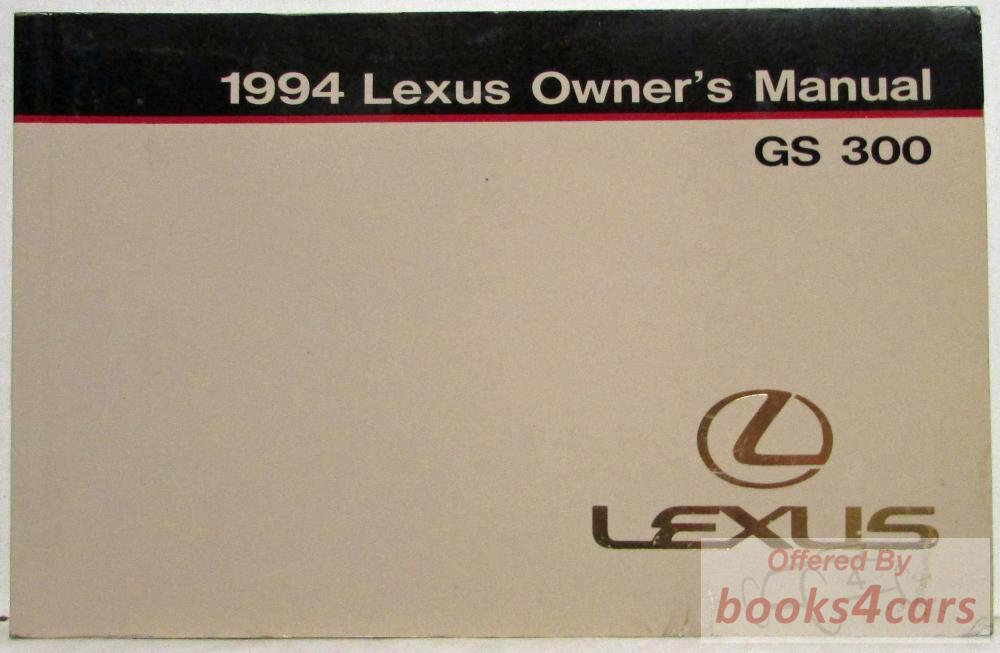 1994 Lexus Owner's Manual
GS 300
LEXUS
Offered By
books4cars